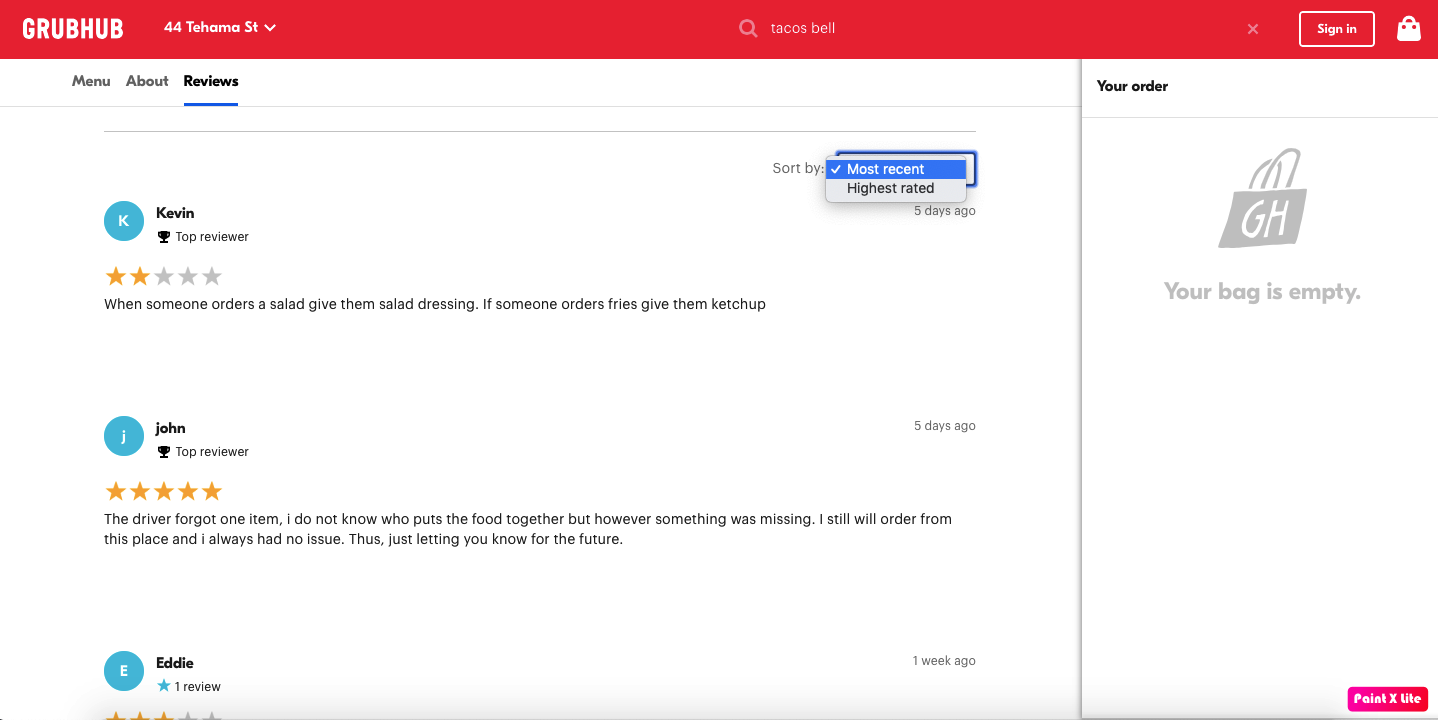 GRUBHUB
44 Tehama St
tacos bell
Sign in
Menu
About
Reviews
Your order
Sort by:
Most recent
Highest rated
K
Kevin
5 days ago
Top reviewer
When someone orders a salad give them salad dressing. If someone orders fries give them ketchup
GH
Your bag is empty.
j
john
5 days ago
Top reviewer
The driver forgot one item, i do not know who puts the food together but however something was missing. I still will order from
this place and i always had no issue. Thus, just letting you know for the future.
E
Eddie
1 week ago
1 review
Paint X Lite